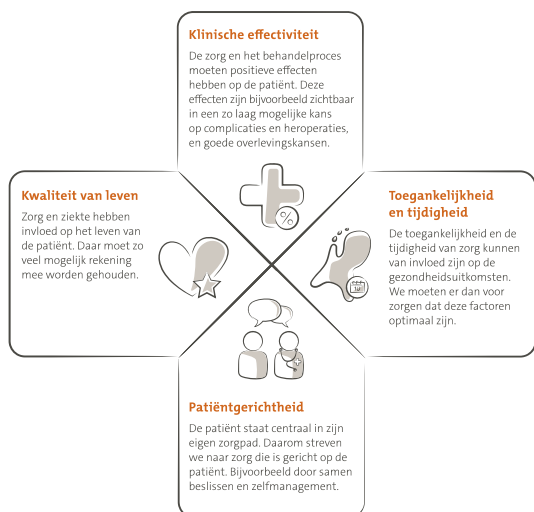 Klinische effectiviteit
De zorg en het behandelproces
moeten positieve effecten
hebben op de patiënt. Deze
effecten zijn bijvoorbeeld zichtbaar
in een zo laag mogelijke kans
op complicaties en heroperaties,
en goede overlevingskansen.
%
Kwaliteit van leven
Zorg en ziekte hebben
invloed op het leven van
de patiënt. Daar moet zo
veel mogelijk rekening
mee worden gehouden.
Toegankelijkheid
en tijdigheid
De toegankelijkheid en de
tijdigheid van zorg kunnen
van invloed zijn op de
gezondheidsuitkomsten.
We moeten er dan voor
zorgen dat deze factoren
optimaal zijn.
Patiëntgerichtheid
De patiënt staat centraal in zijn
eigen zorgpad. Daarom streven
we naar zorg die is gericht op de
patiënt. Bijvoorbeeld door samen
beslissen en zelfmanagement.